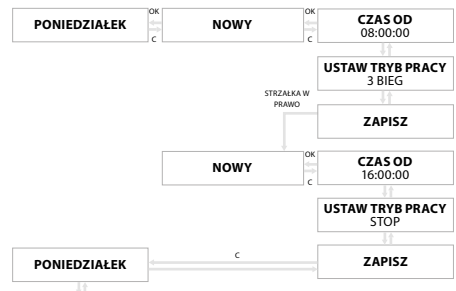 PONIEDZIAŁEK
OK
C
NOWY
OK
C
CZAS OD
08:00:00
USTAW TRYB PRACY
3 BIEG
STRZAŁKA W
PRAWO
ZAPISZ
NOWY
OK
C
CZAS OD
16:00:00
USTAW TRYB PRACY
STOP
PONIEDZIAŁEK
C
ZAPISZ